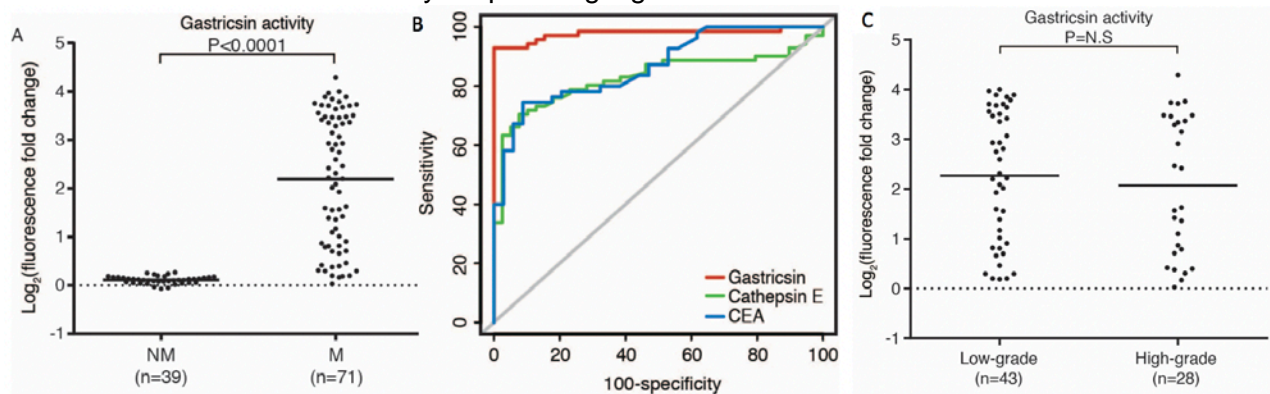 A
Gastricsin activity
P<0.0001
Log2(fluorescence fold change)
5
4
3
2
1
0
-1
NM
(n=39)
M
(n=71)
B
Sensitivity
100
80
60
40
20
0
Gastricsin
Cathepsin E
CEA
0 20 40 60 80 100
100-specificity
C
Gastricsin activity
P=N.S
Log2(fluorescence fold change)
5
4
3
2
1
0
-1
Low-grade
(n=43)
High-grade
(n=28)